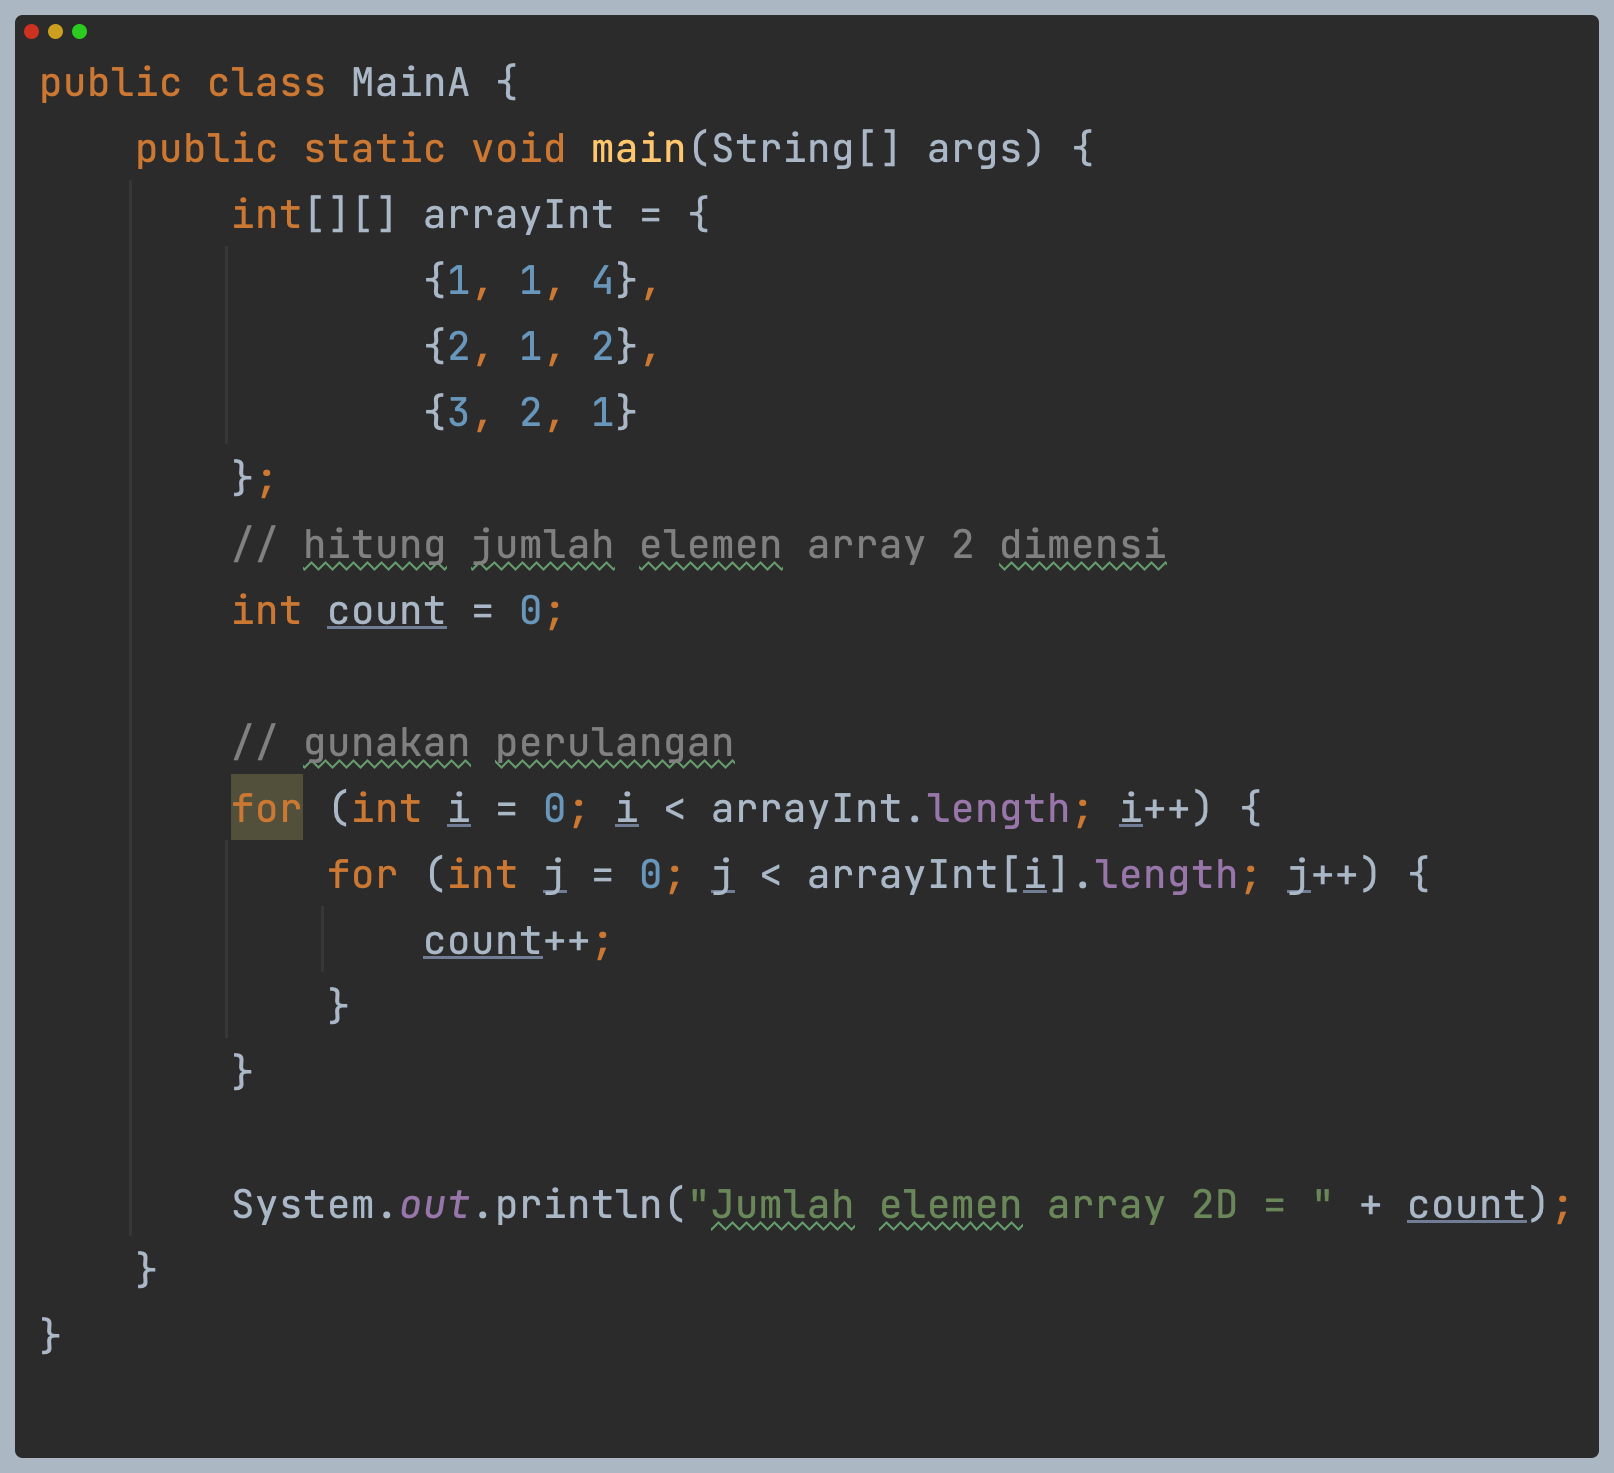 public class MainA {
    public static void main(String[] args) {
        int[][] arrayInt = {
                {1, 1, 4},
                {2, 1, 2},
                {3, 2, 1}
        };
        // hitung jumlah elemen array 2 dimensi
        int count = 0;

        // gunakan perulangan
        for (int i = 0; i < arrayInt.length; i++) {
            for (int j = 0; j < arrayInt[i].length; j++) {
                count++;
            }
        }

        System.out.println("Jumlah elemen array 2D = " + count);
    }
}